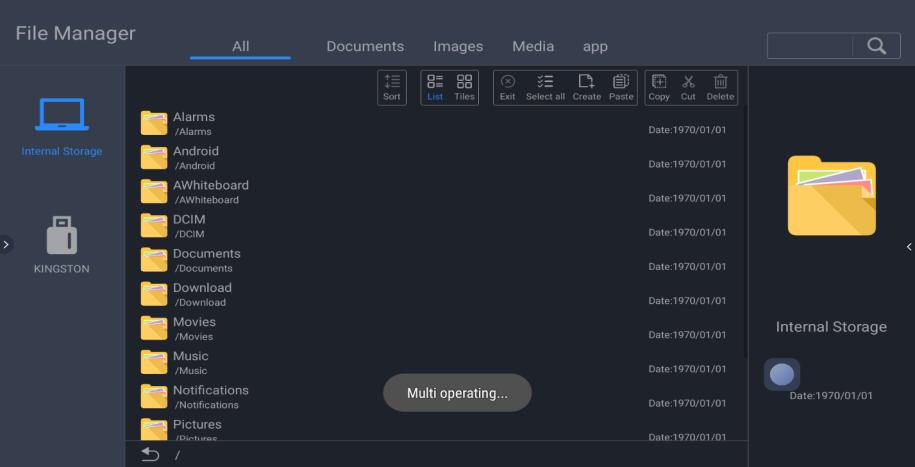 File Manager
All
Documents
Images
Media
app
Sort
List
Tiles
Exit
Select all
Create
Paste
Copy
Cut
Delete
Internal Storage
KINGSTON
Alarms
/Alarms
Date:1970/01/01
Android
/Android
Date:1970/01/01
AWhiteboard
/AWhiteboard
Date:1970/01/01
DCIM
/DCIM
Date:1970/01/01
Documents
/Documents
Date:1970/01/01
Download
/Download
Date:1970/01/01
Movies
/Movies
Date:1970/01/01
Music
/Music
Date:1970/01/01
Notifications
/Notifications
Date:1970/01/01
Pictures
/Pictures
Date:1970/01/01
Multi operating...
/
Internal Storage
Date:1970/01/01